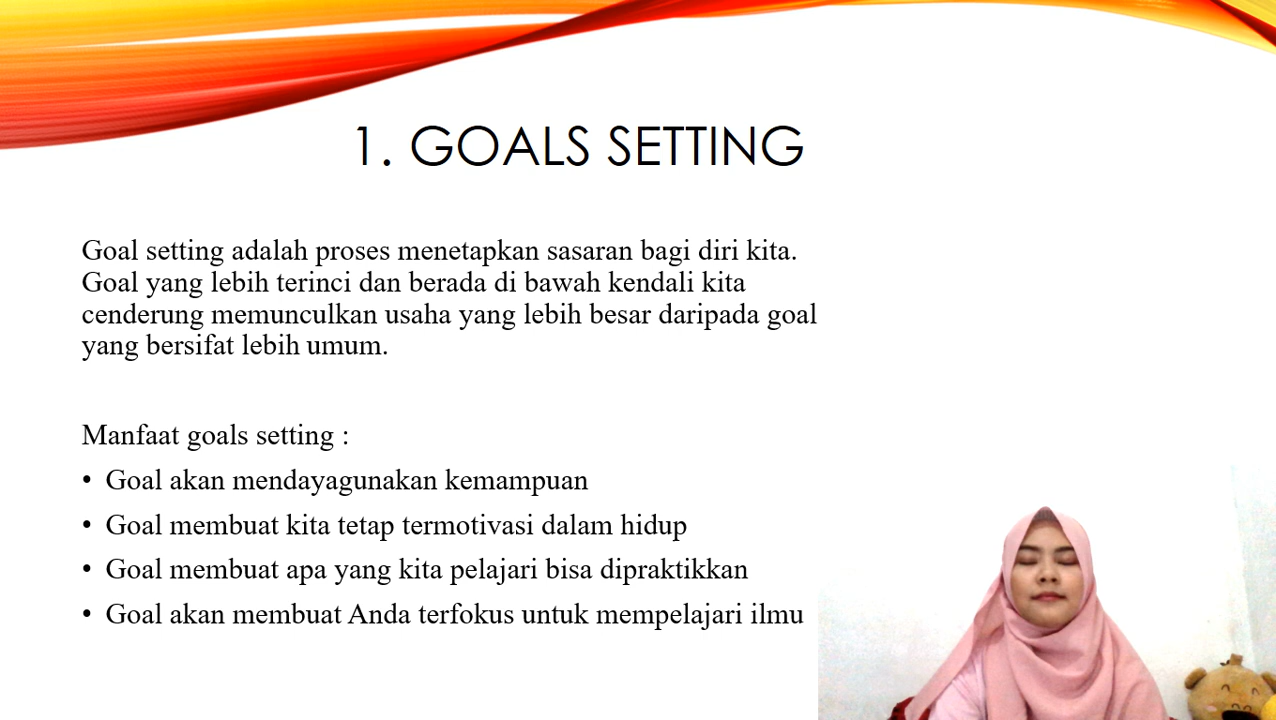 1. GOALS SETTING
Goal setting adalah proses menetapkan sasaran bagi diri kita.
Goal yang lebih terinci dan berada di bawah kendali kita
cenderung memunculkan usaha yang lebih besar daripada goal
yang bersifat lebih umum.
Manfaat goals setting :
• Goal akan mendayagunakan kemampuan
• Goal membuat kita tetap termotivasi dalam hidup
• Goal membuat apa yang kita pelajari bisa dipraktikkan
• Goal akan membuat Anda terfokus untuk mempelajari ilmu